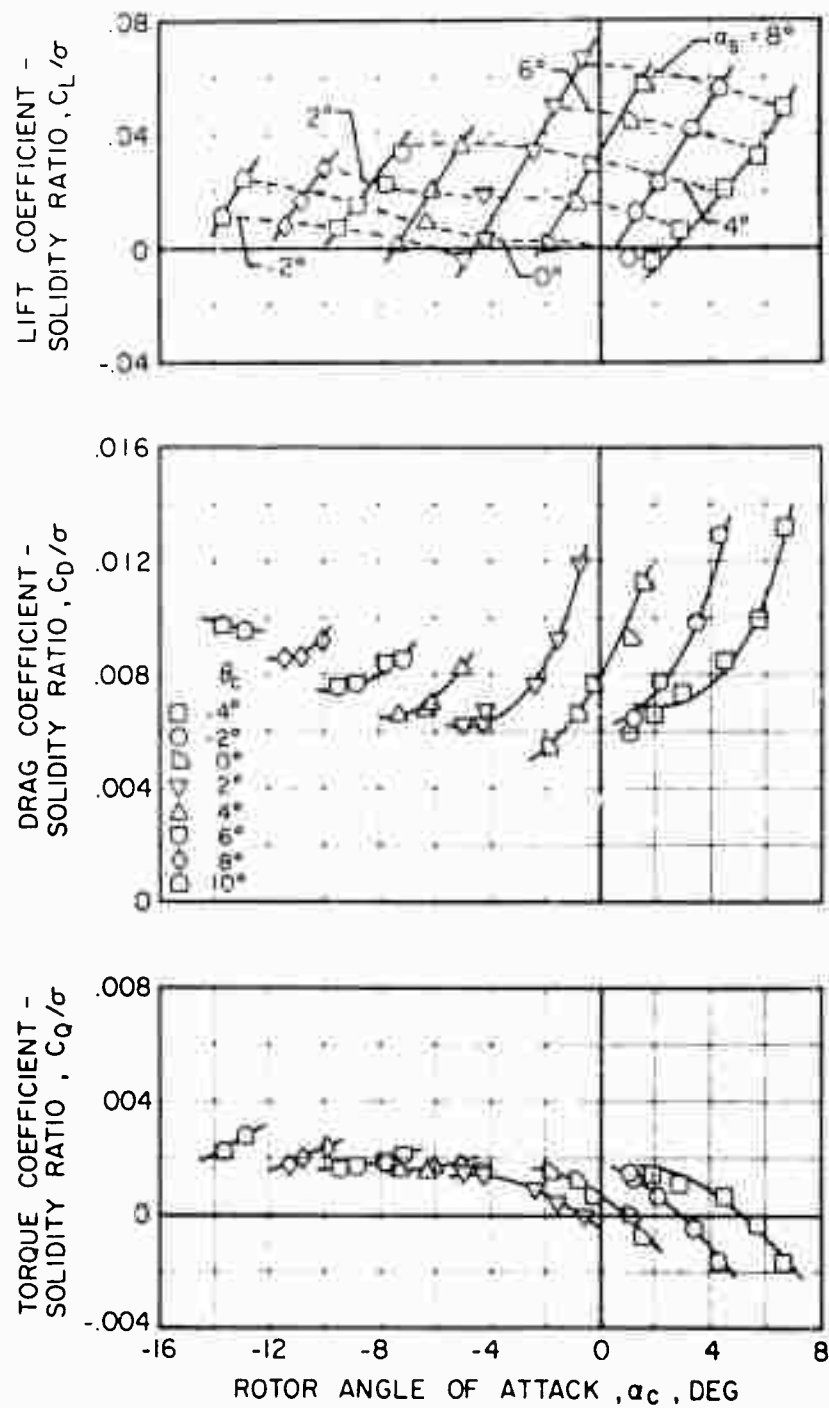 LIFT COEFFICIENT -
SOLIDITY RATIO, C_L/σ
.08
.04
0
-.04
2°
6°
α_s = 8°
4°
0°
-2°
DRAG COEFFICIENT -
SOLIDITY RATIO, C_D/σ
.016
.012
.008
.004
0
-4°
-2°
0°
2°
4°
6°
8°
10°
TORQUE COEFFICIENT -
SOLIDITY RATIO, C_Q/σ
.008
.004
0
-.004
-16 -12 -8 -4 0 4 8
ROTOR ANGLE OF ATTACK, α_C, DEG